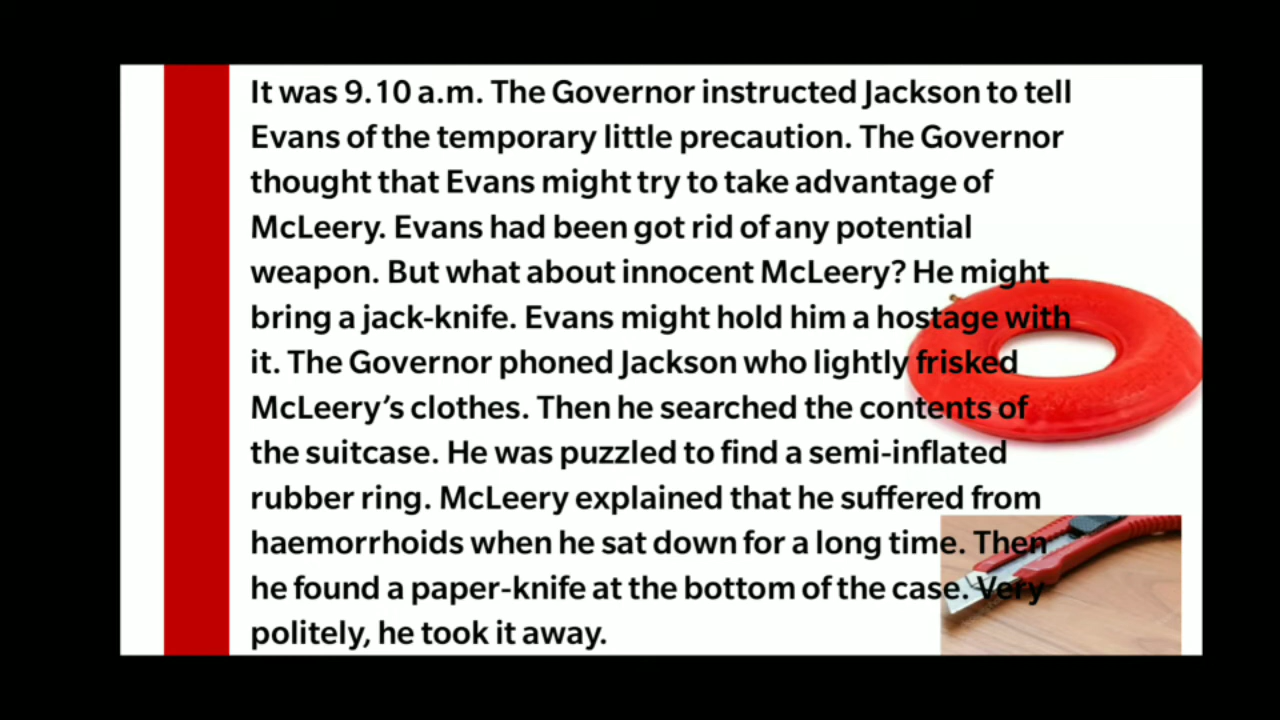 It was 9.10 a.m. The Governor instructed Jackson to tell
Evans of the temporary little precaution. The Governor
thought that Evans might try to take advantage of
McLeery. Evans had been got rid of any potential
weapon. But what about innocent McLeery? He might
bring a jack-knife. Evans might hold him a hostage with
it. The Governor phoned Jackson who lightly frisked
McLeery’s clothes. Then he searched the contents of
the suitcase. He was puzzled to find a semi-inflated
rubber ring. McLeery explained that he suffered from
haemorrhoids when he sat down for a long time. Then
he found a paper-knife at the bottom of the case. Very
politely, he took it away.